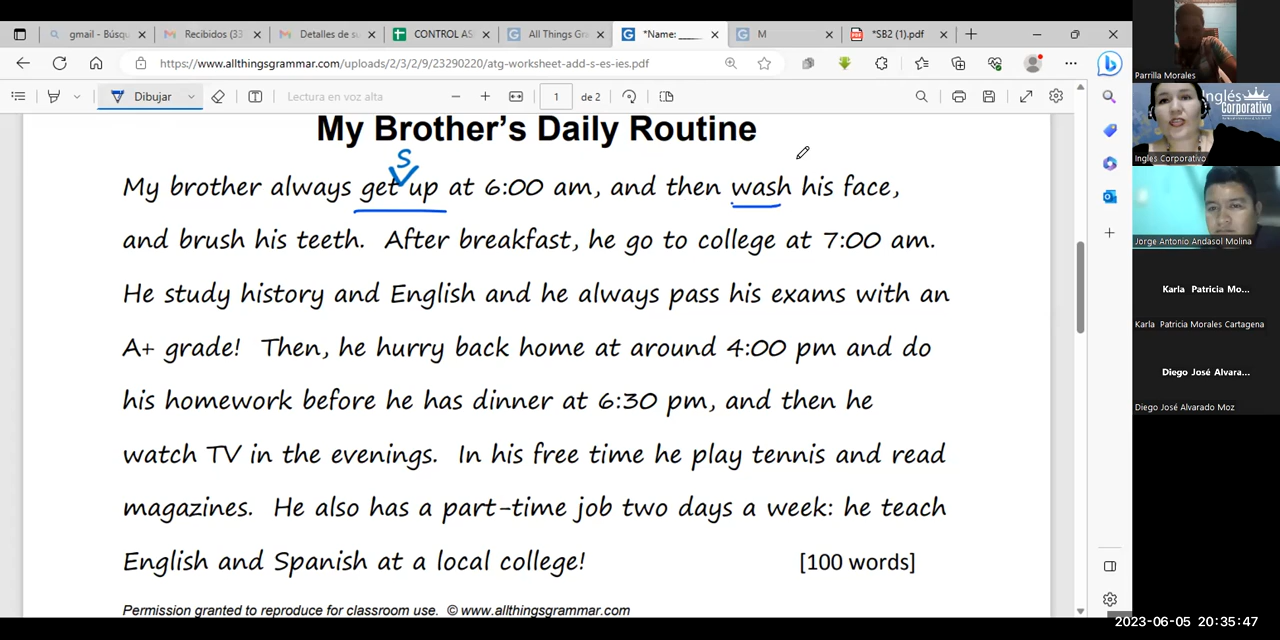 gmail - Búsqu
Recibidos (33
Detalles de su
CONTROL AS
All Things Gra
*Name: ____
M
*SB2 (1).pdf
https://www.allthingsgrammar.com/uploads/2/3/2/9/23290220/atg-worksheet-add-s-es-ies.pdf
Dibujar
Lectura en voz alta
1
de 2
My Brother's Daily Routine
s
My brother always get up at 6:00 am, and then wash his face,
and brush his teeth. After breakfast, he go to college at 7:00 am.
He study history and English and he always pass his exams with an
A+ grade! Then, he hurry back home at around 4:00 pm and do
his homework before he has dinner at 6:30 pm, and then he
watch TV in the evenings. In his free time he play tennis and read
magazines. He also has a part-time job two days a week: he teach
English and Spanish at a local college!
[100 words]
Permission granted to reproduce for classroom use. © www.allthingsgrammar.com
Parrilla Morales
Inglés
Corporativo
Ingles Corporativo
Jorge Antonio Andasol Molina
Karla Patricia Mo...
Karla Patricia Morales Cartagena
Diego José Alvara...
Diego José Alvarado Moz
2023-06-05 20:35:47